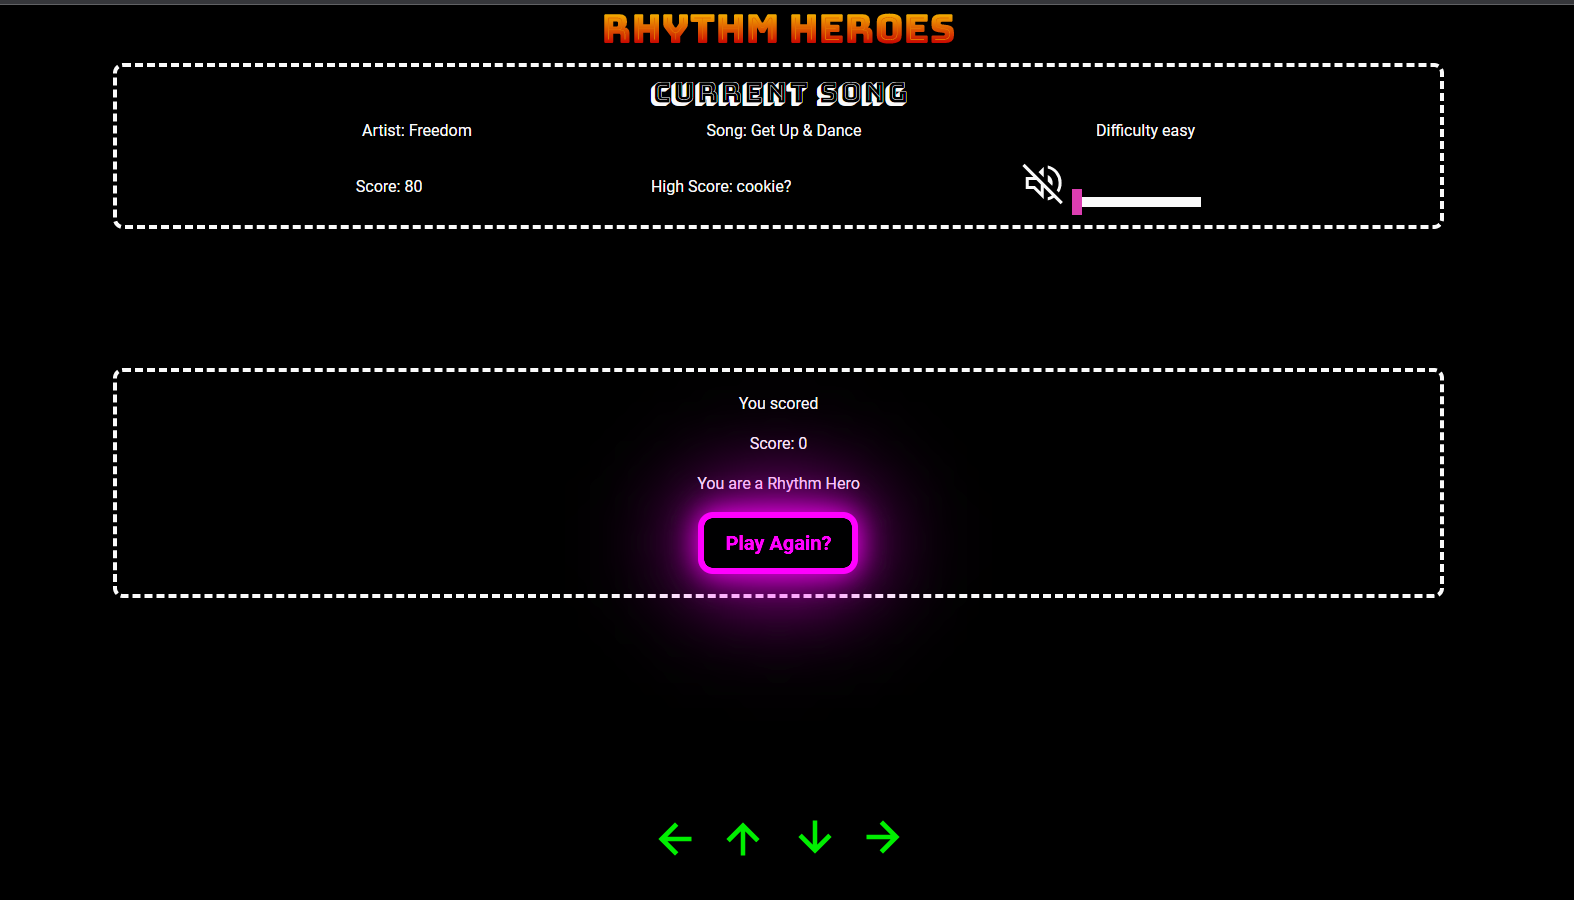 RHYTHM HEROES
CURRENT SONG
Artist: Freedom
Song: Get Up & Dance
Difficulty easy
Score: 80
High Score: cookie?
You scored
Score: 0
You are a Rhythm Hero
Play Again?